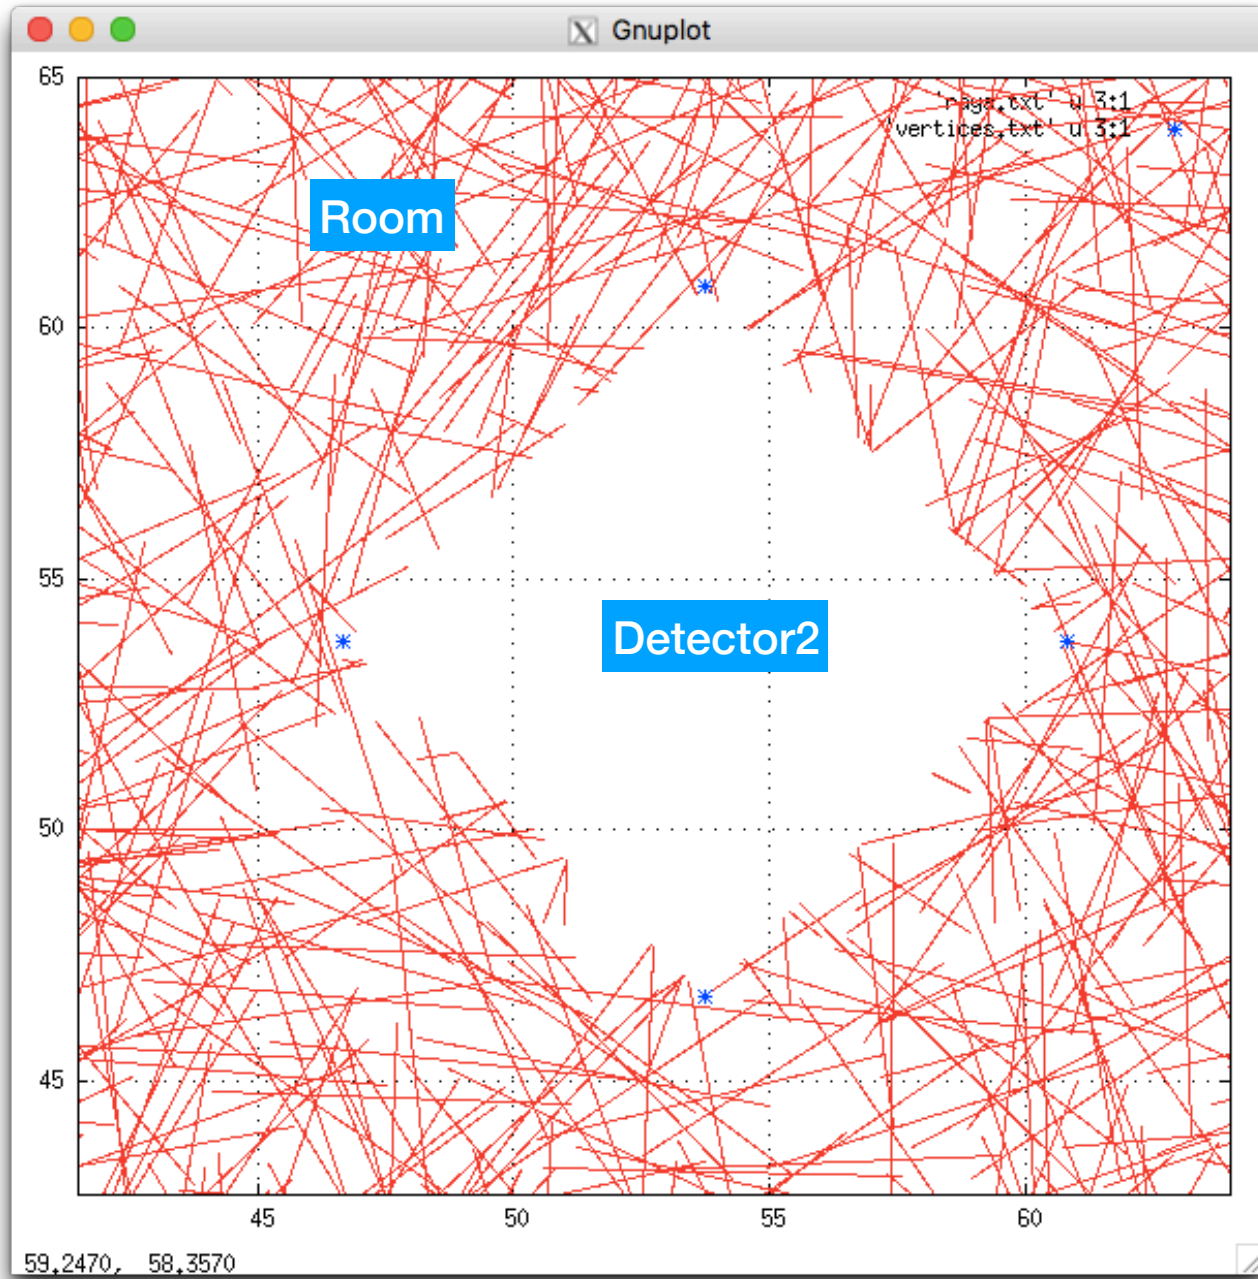 Gnuplot
65
'rays.txt' u 3:1
'vertices.txt' u 3:1
Room
60
55
Detector2
50
45
45 50 55 60
59.2470, 58.3570